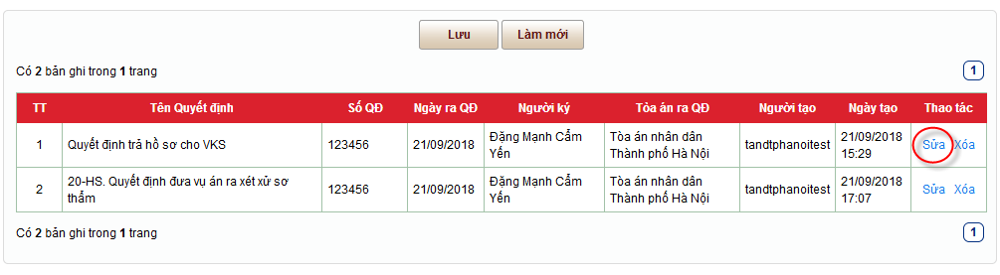 Lưu Làm mới
Có 2 bản ghi trong 1 trang 1
TT Tên Quyết định Số QĐ Ngày ra QĐ Người ký Tòa án ra QĐ Người tạo Ngày tạo Thao tác
1 Quyết định trả hồ sơ cho VKS 123456 21/09/2018 Đặng Mạnh Cẩm Yến Tòa án nhân dân Thành phố Hà Nội tandtphanoitest 21/09/2018 15:29 Sửa Xóa
2 20-HS. Quyết định đưa vụ án ra xét xử sơ thẩm 123456 21/09/2018 Đặng Mạnh Cẩm Yến Tòa án nhân dân Thành phố Hà Nội tandtphanoitest 21/09/2018 17:07 Sửa Xóa
Có 2 bản ghi trong 1 trang 1